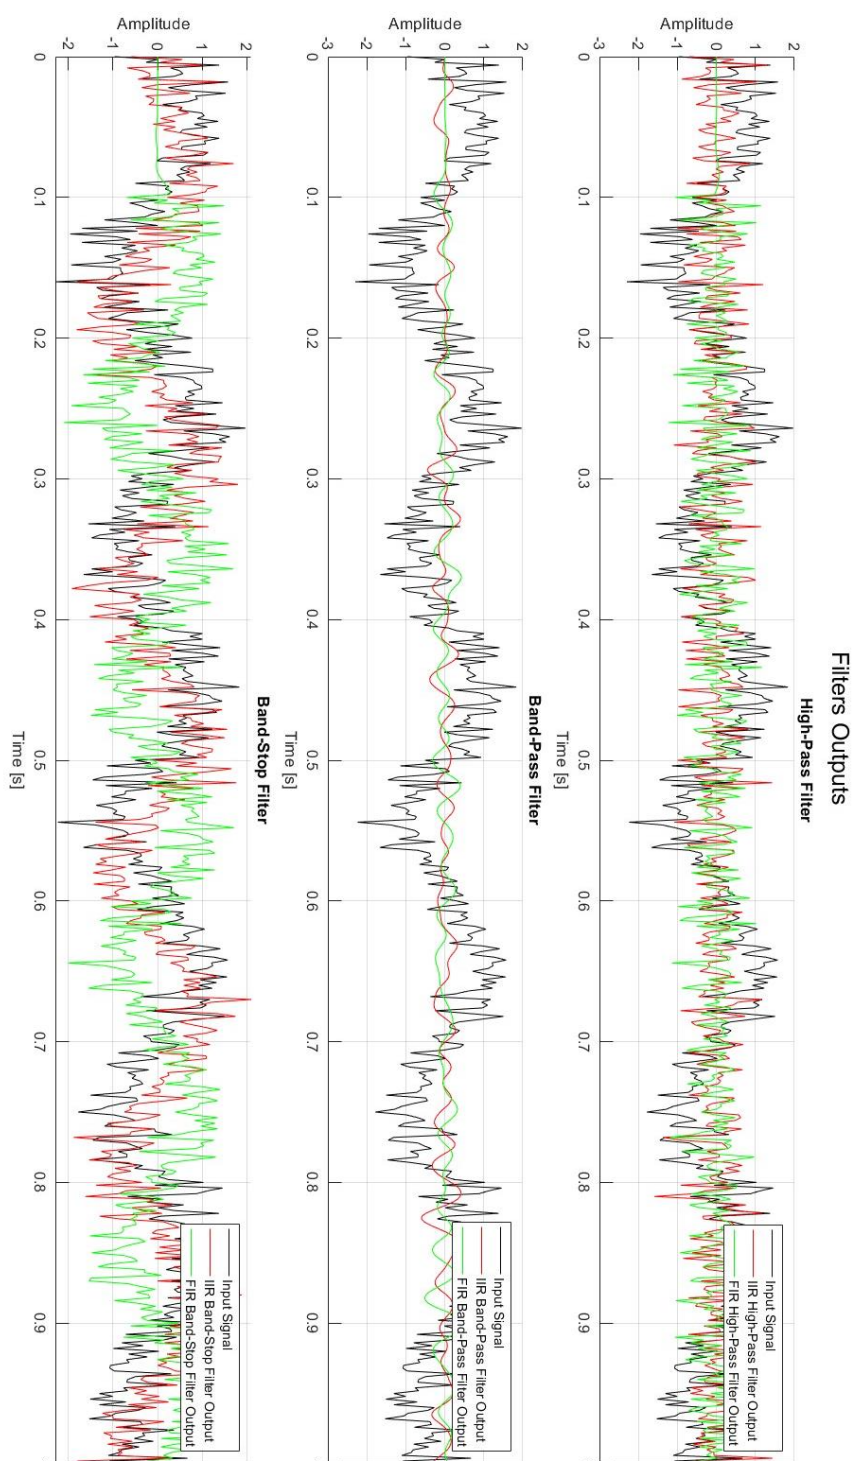 Filters Outputs
High-Pass Filter
Amplitude
2
1
0
-1
-2
-3
0
0.1
0.2
0.3
0.4
0.5
0.6
0.7
0.8
0.9
Time [s]
Input Signal
IIR High-Pass Filter Output
FIR High-Pass Filter Output
Band-Pass Filter
Amplitude
2
1
0
-1
-2
-3
0
0.1
0.2
0.3
0.4
0.5
0.6
0.7
0.8
0.9
Time [s]
Input Signal
IIR Band-Pass Filter Output
FIR Band-Pass Filter Output
Band-Stop Filter
Amplitude
2
1
0
-1
-2
0
0.1
0.2
0.3
0.4
0.5
0.6
0.7
0.8
0.9
Time [s]
Input Signal
IIR Band-Stop Filter Output
FIR Band-Stop Filter Output